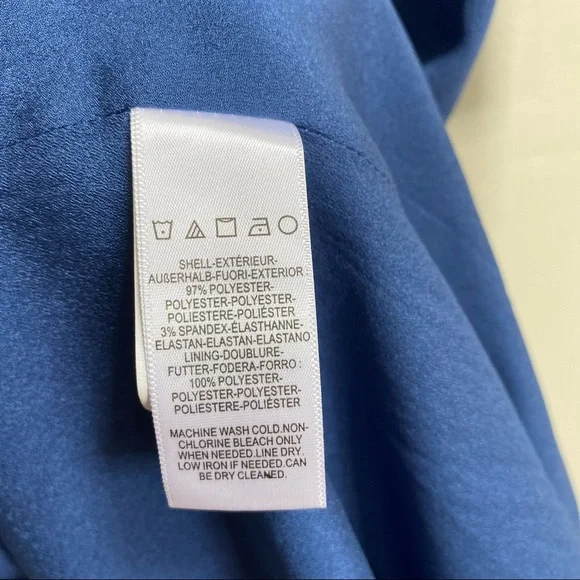 SHELL-EXTÉRIEUR-
AUßERHALB-FUORI-EXTERIOR :
97% POLYESTER-
POLYESTER-POLYESTER-
POLIESTERE-POLIÉSTER
3% SPANDEX-ÉLASTHANNE-
ELASTAN-ELASTAN-ELASTANO
LINING-DOUBLURE-
FUTTER-FODERA-FORRO :
100% POLYESTER-
POLYESTER-POLYESTER-
POLIESTERE-POLIÉSTER
MACHINE WASH COLD.NON-
CHLORINE BLEACH ONLY
WHEN NEEDED.LINE DRY.
LOW IRON IF NEEDED.CAN
BE DRY CLEANED.